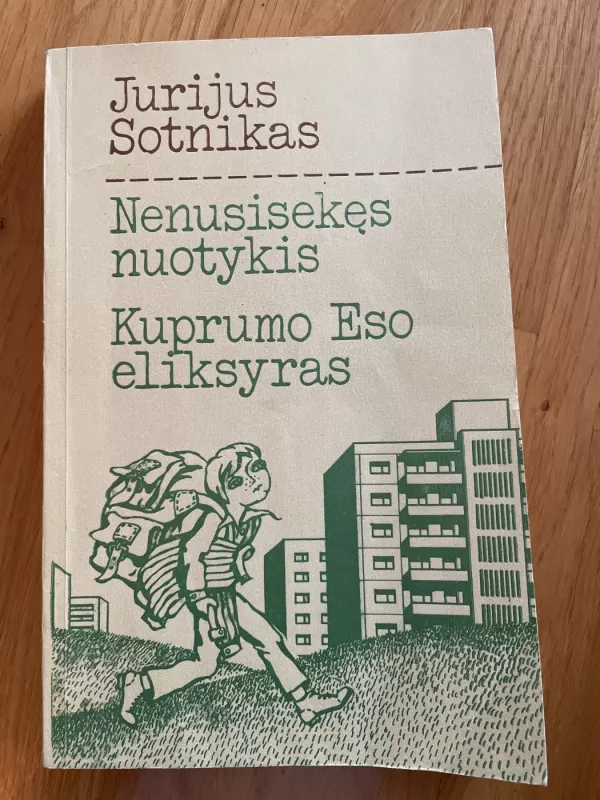 Jurijus
Sotnikas
Nenusisekęs
nuotykis
Kuprumo Eso
eliksyras